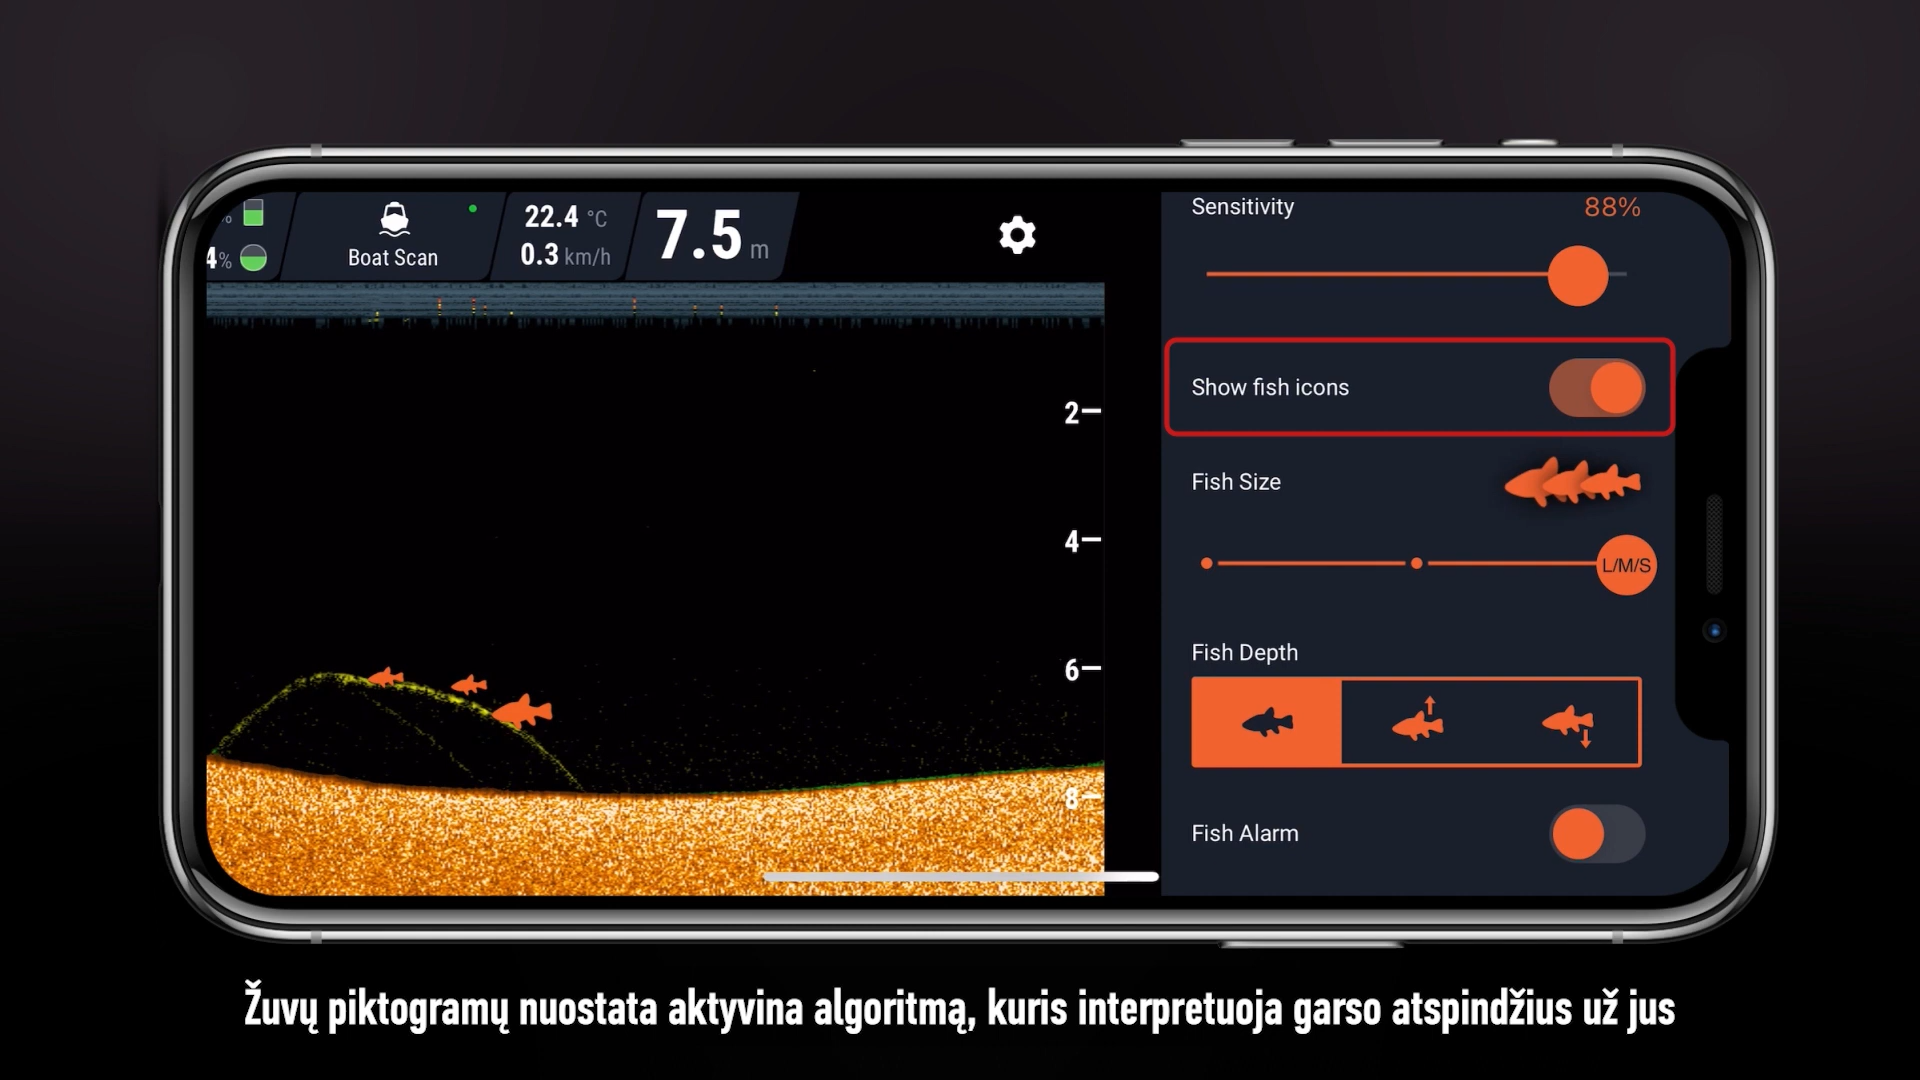 %
4%
Boat Scan
22.4 °C
0.3 km/h
7.5 m
2
4
6
8
Sensitivity 88%
Show fish icons
Fish Size
L/M/S
Fish Depth
Fish Alarm
Žuvų piktogramų nuostata aktyvina algoritmą, kuris interpretuoja garso atspindžius už jus